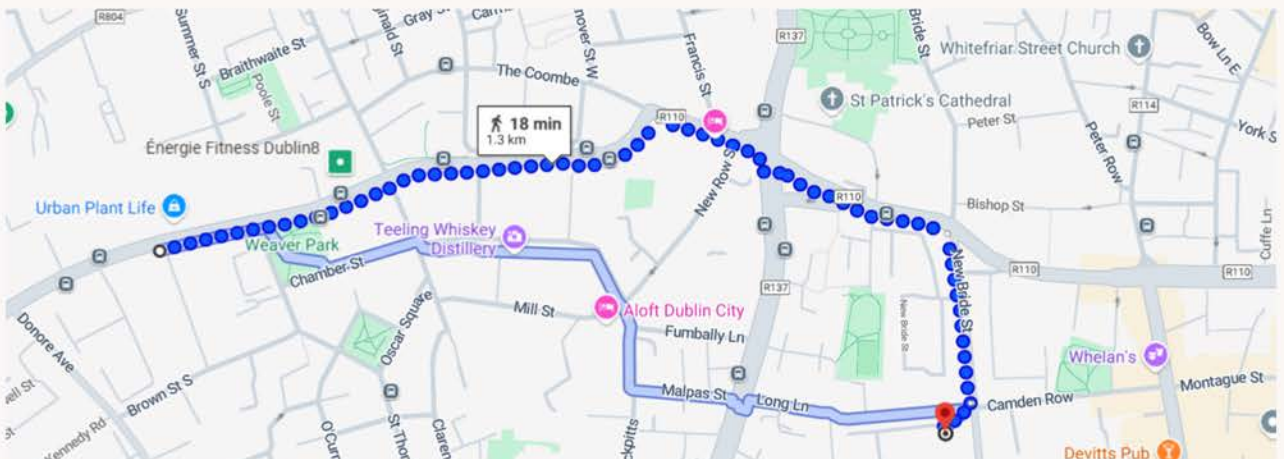 R804
Summer St S
Braithwaite St
Poole St
Gray St
The Coombe
Francis St
R137
Bride St
Whitefriar Street Church
Bow Ln E
18 min
1.3 km
R110
St Patrick's Cathedral
R114
Peter St
York S
Énergie Fitness Dublin8
Peter Row
New Row S
Urban Plant Life
R110
Bishop St
Cuffe Ln
Weaver Park
Teeling Whiskey
Distillery
Chamber St
New Bride St
R110
R110
R137
Donore Ave
Oscar Square
Mill St
Aloft Dublin City
Fumbally Ln
New Bride St
Whelan's
Brown St S
Malpas St
Long Ln
Camden Row
Montague St
Kennedy Rd
O'Curr
St Tho
Claren
Devitts Pub